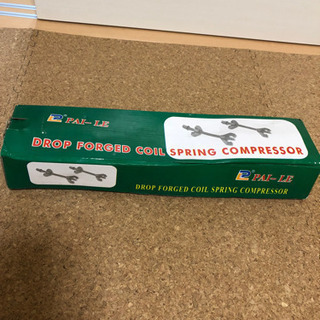 PAI-LE
DROP FORGED COIL SPRING COMPRESSOR
PAI-LE
DROP FORGED COIL SPRING COMPRESSOR